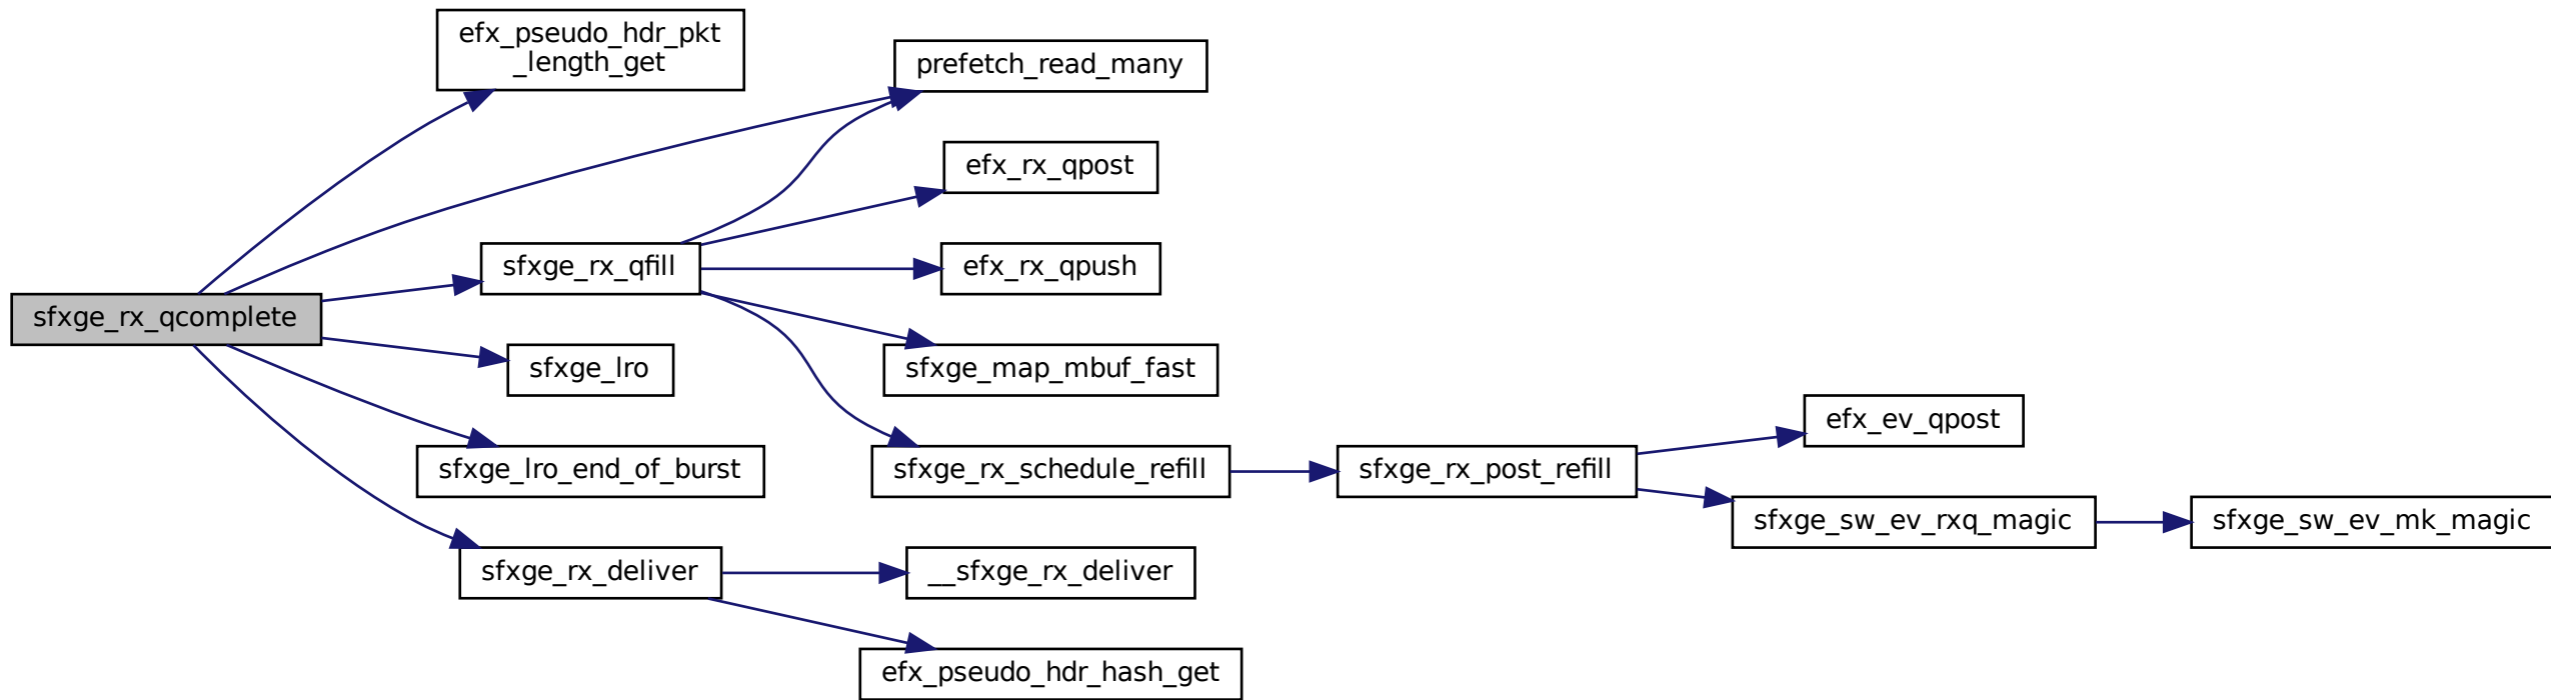 efx_pseudo_hdr_pkt
_length_get
prefetch_read_many
efx_rx_qpost
sfxge_rx_qfill
efx_rx_qpush
sfxge_rx_qcomplete
sfxge_lro
sfxge_map_mbuf_fast
efx_ev_qpost
sfxge_lro_end_of_burst
sfxge_rx_schedule_refill
sfxge_rx_post_refill
sfxge_sw_ev_rxq_magic
sfxge_sw_ev_mk_magic
sfxge_rx_deliver
__sfxge_rx_deliver
efx_pseudo_hdr_hash_get